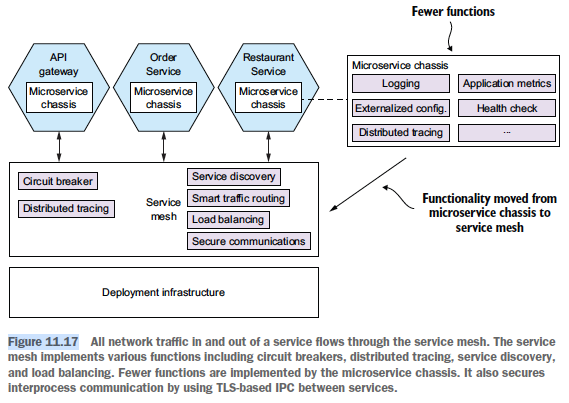 Fewer functions
API
gateway
Microservice
chassis
Order
Service
Microservice
chassis
Restaurant
Service
Microservice
chassis
Microservice chassis
Logging
Application metrics
Externalized config.
Health check
Distributed tracing
...
Circuit breaker
Distributed tracing
Service
mesh
Service discovery
Smart traffic routing
Load balancing
Secure communications
Functionality moved from
microservice chassis to
service mesh
Deployment infrastructure
Figure 11.17 All network traffic in and out of a service flows through the service mesh. The service
mesh implements various functions including circuit breakers, distributed tracing, service discovery,
and load balancing. Fewer functions are implemented by the microservice chassis. It also secures
interprocess communication by using TLS-based IPC between services.